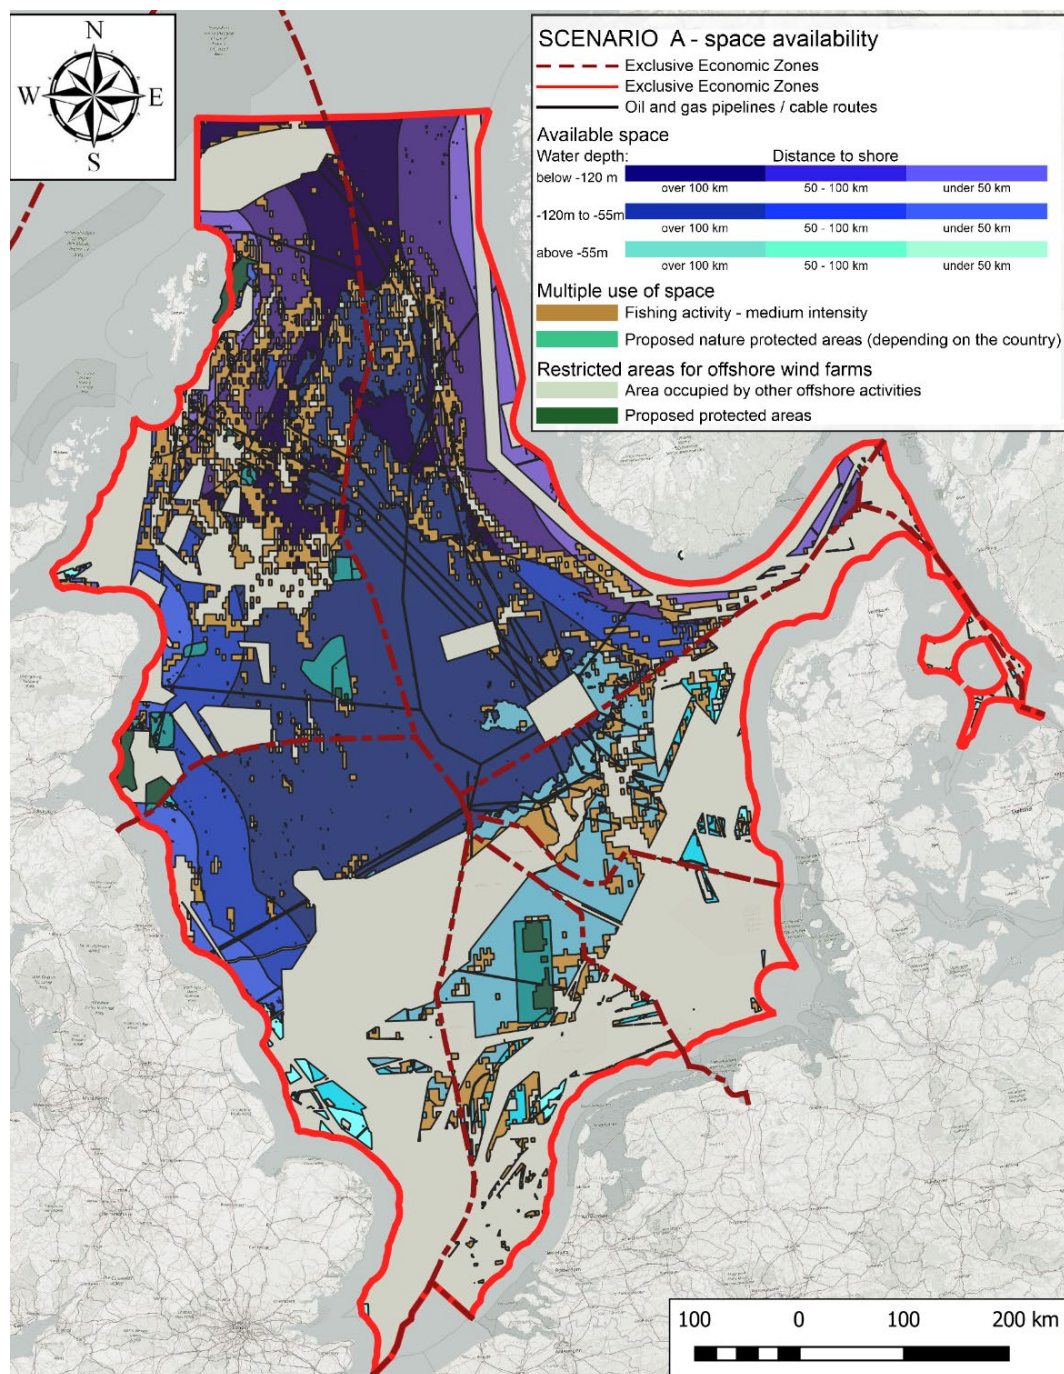 N
W E
S
SCENARIO A - space availability
Exclusive Economic Zones
Exclusive Economic Zones
Oil and gas pipelines / cable routes
Available space
Water depth: Distance to shore
below -120 m
over 100 km 50 - 100 km under 50 km
-120m to -55m
over 100 km 50 - 100 km under 50 km
above -55m
over 100 km 50 - 100 km under 50 km
Multiple use of space
Fishing activity - medium intensity
Proposed nature protected areas (depending on the country)
Restricted areas for offshore wind farms
Area occupied by other offshore activities
Proposed protected areas
100 0 100 200 km